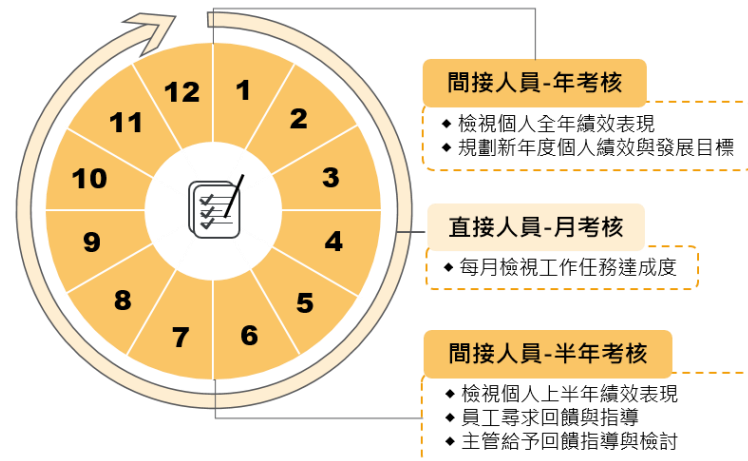 12
1
2
3
4
5
6
7
8
9
10
11
間接人員-年考核
◆ 檢視個人全年績效表現
◆ 規劃新年度個人績效與發展目標
直接人員-月考核
◆ 每月檢視工作任務達成度
間接人員-半年考核
◆ 檢視個人上半年績效表現
◆ 員工尋求回饋與指導
◆ 主管給予回饋指導與檢討